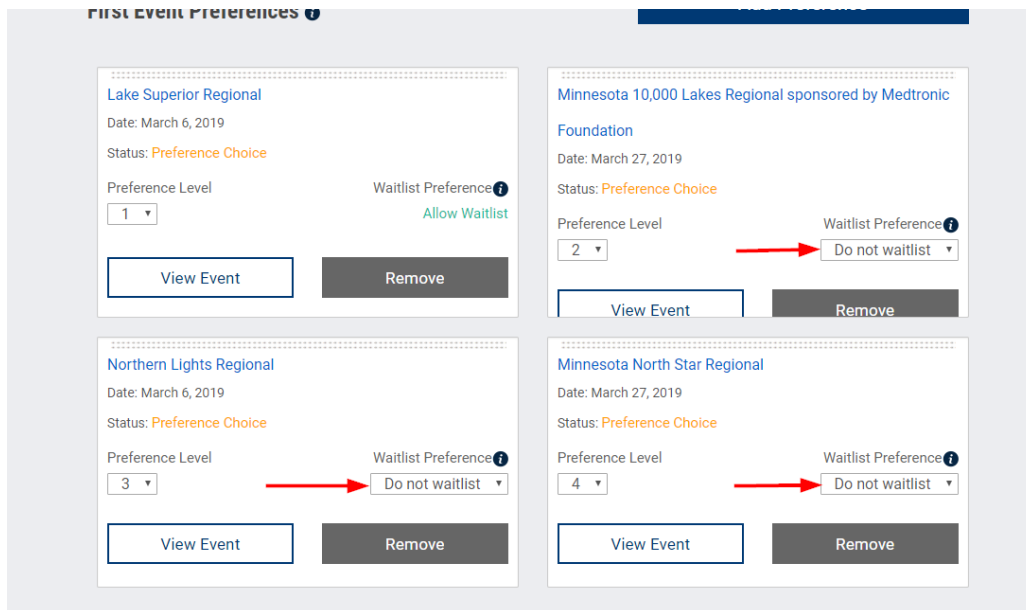 First Event Preferences
Add Preference
Lake Superior Regional
Date: March 6, 2019
Status: Preference Choice
Preference Level
Waitlist Preference i
1
Allow Waitlist
View Event
Remove
Minnesota 10,000 Lakes Regional sponsored by Medtronic
Foundation
Date: March 27, 2019
Status: Preference Choice
Preference Level
Waitlist Preference i
2
Do not waitlist
View Event
Remove
Northern Lights Regional
Date: March 6, 2019
Status: Preference Choice
Preference Level
Waitlist Preference i
3
Do not waitlist
View Event
Remove
Minnesota North Star Regional
Date: March 27, 2019
Status: Preference Choice
Preference Level
Waitlist Preference i
4
Do not waitlist
View Event
Remove